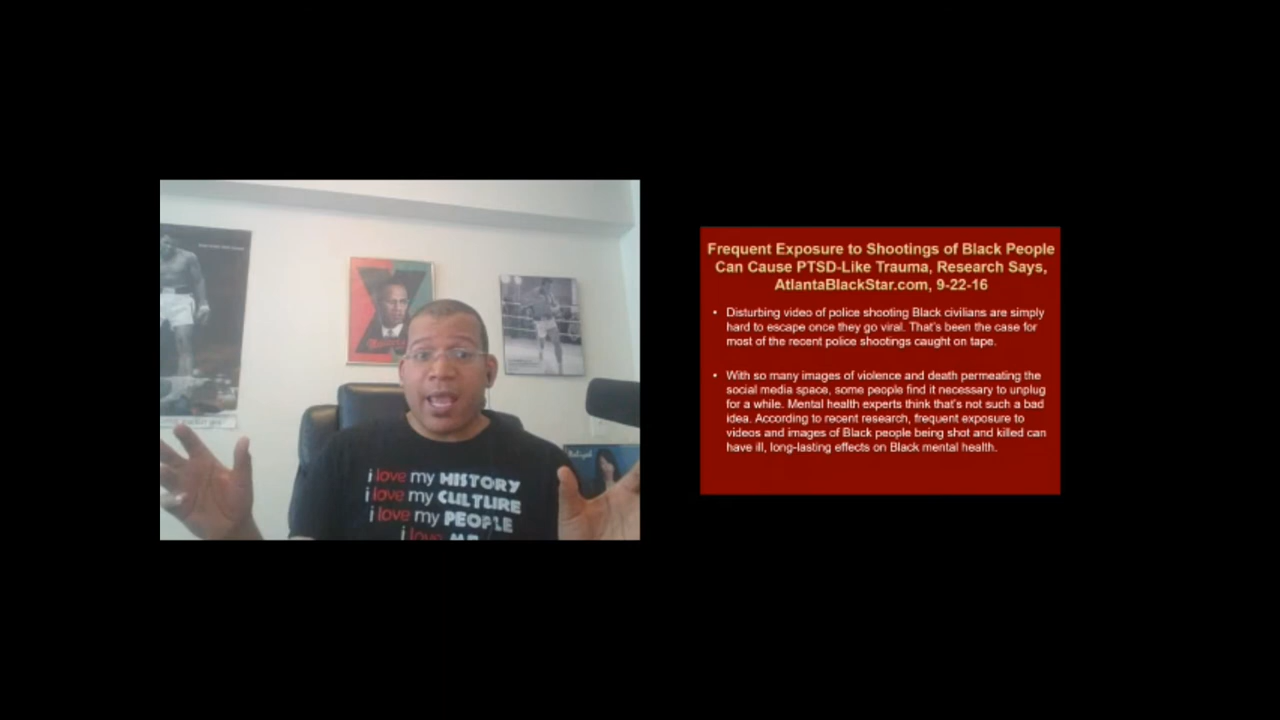 i love my HISTORY
i love my CULTURE
i love my PEOPLE
i love ME
Frequent Exposure to Shootings of Black People
Can Cause PTSD-Like Trauma, Research Says,
AtlantaBlackStar.com, 9-22-16
• Disturbing video of police shooting Black civilians are simply
hard to escape once they go viral. That's been the case for
most of the recent police shootings caught on tape.
• With so many images of violence and death permeating the
social media space, some people find it necessary to unplug
for a while. Mental health experts think that's not such a bad
idea. According to recent research, frequent exposure to
videos and images of Black people being shot and killed can
have ill, long-lasting effects on Black mental health.